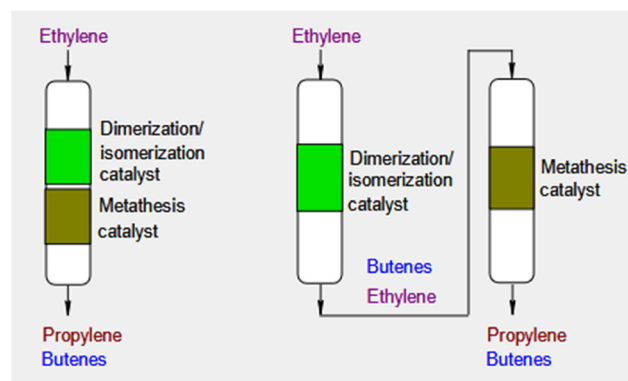 Ethylene
Dimerization/
isomerization
catalyst
Metathesis
catalyst
Propylene
Butenes
Ethylene
Dimerization/
isomerization
catalyst
Butenes
Ethylene
Metathesis
catalyst
Propylene
Butenes